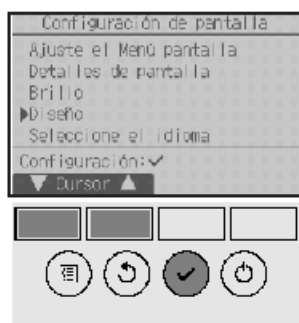 Configuración de pantalla
Ajuste el Menú pantalla
Detalles de pantalla
Brillo
▶Diseño
Seleccione el idioma
Configuración:✔
▼ Cursor ▲